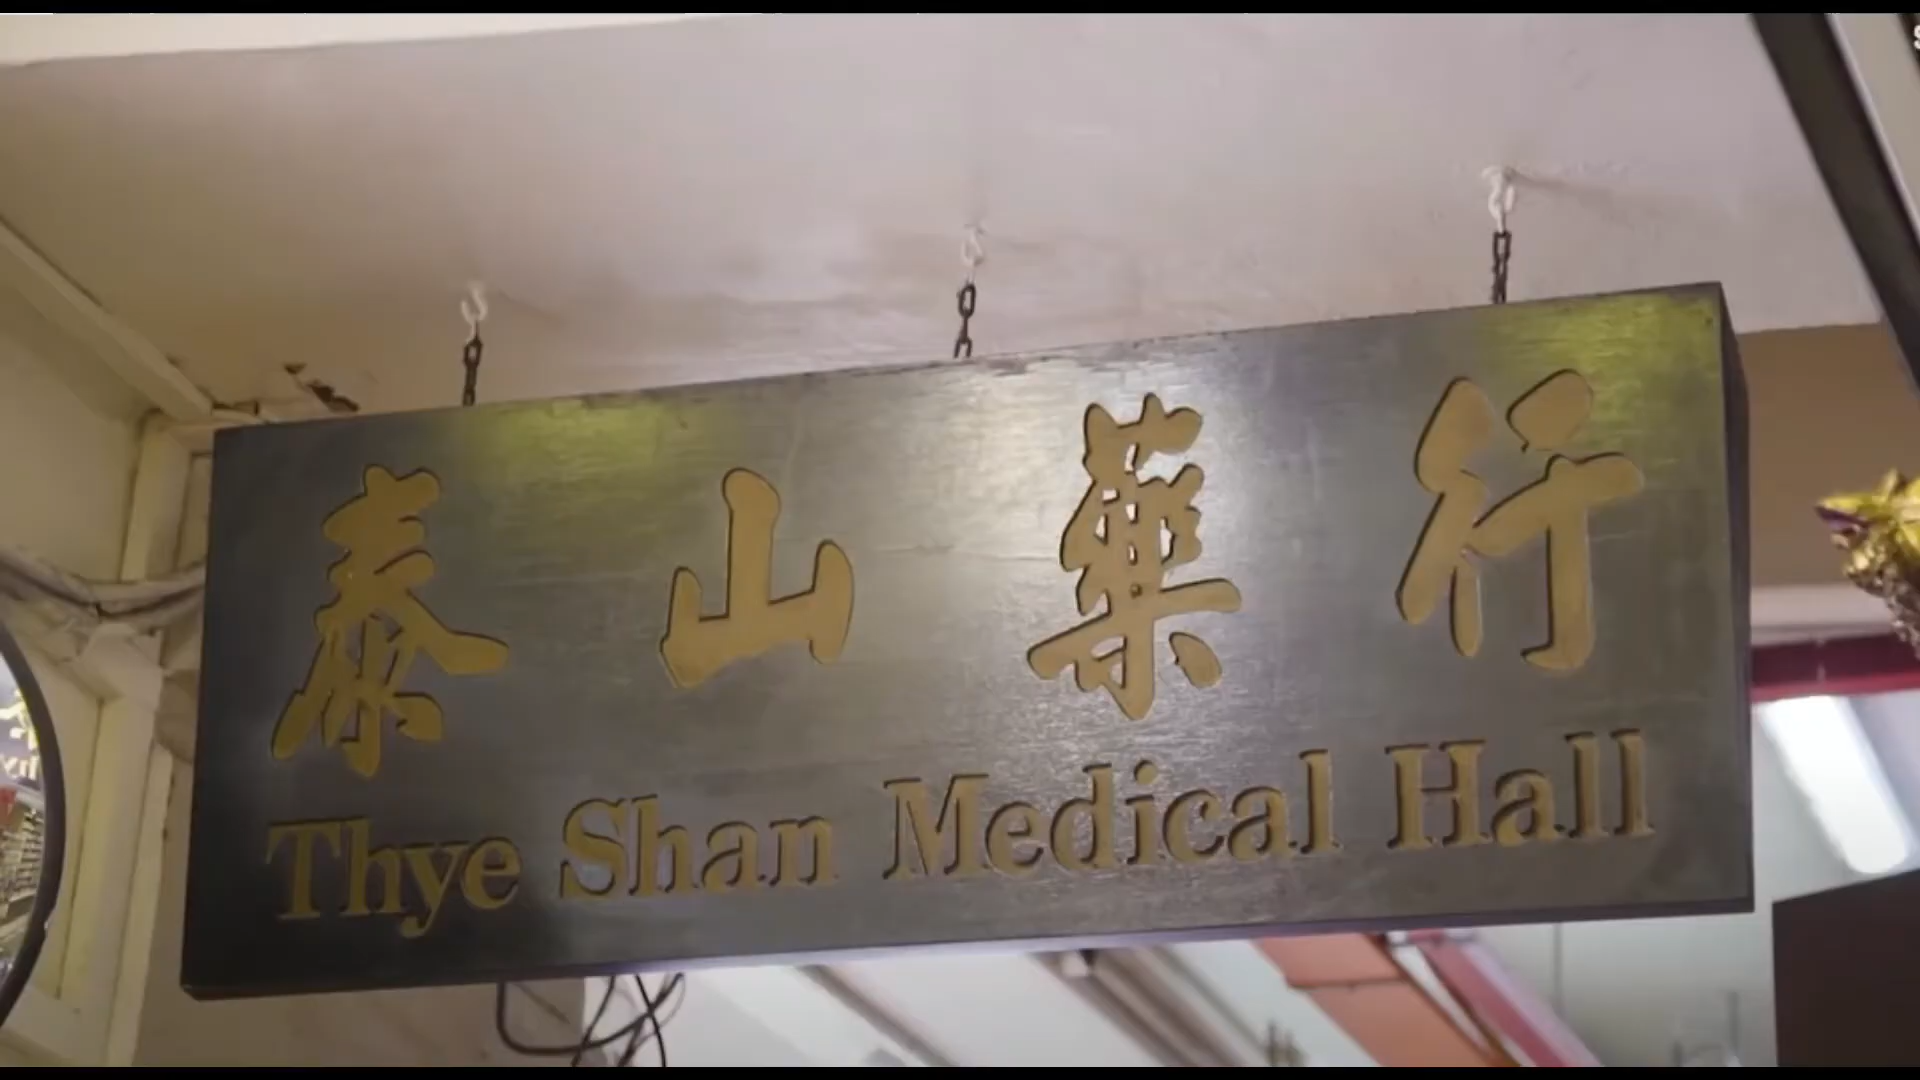 泰山藥行
Thye Shan Medical Hall